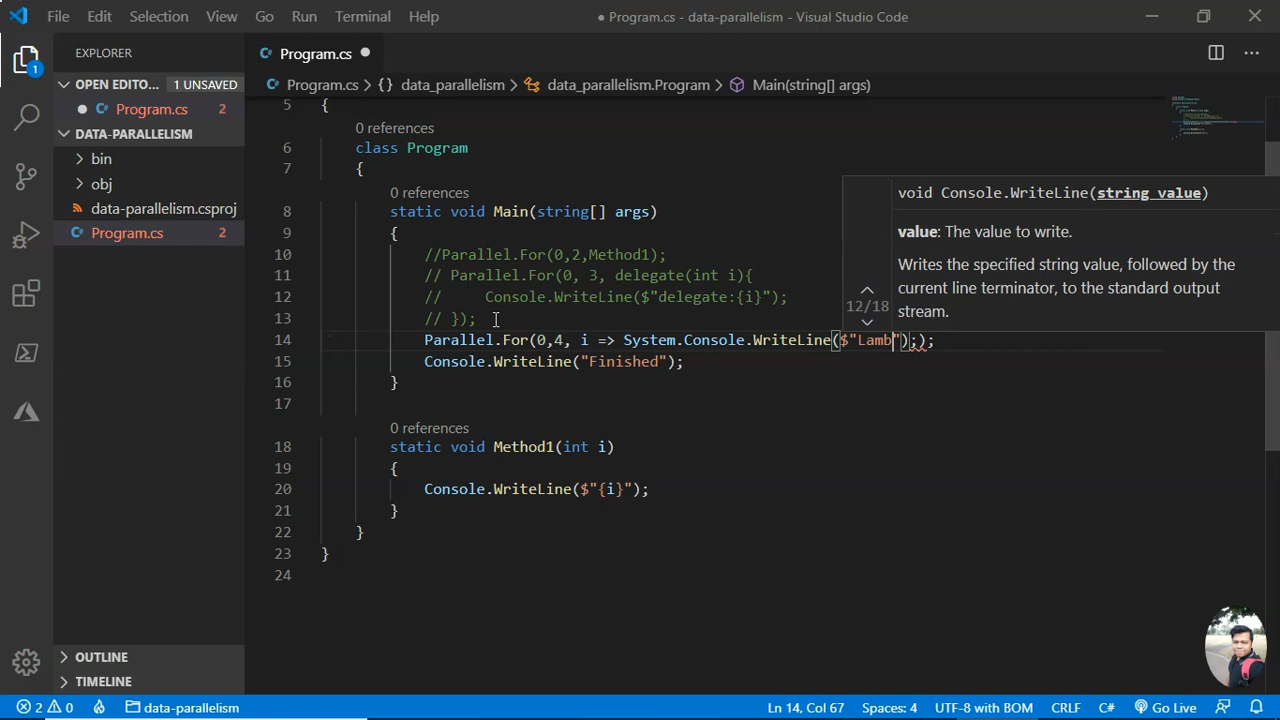 File Edit Selection View Go Run Terminal Help ● Program.cs - data-parallelism - Visual Studio Code
EXPLORER
OPEN EDITO... 1 UNSAVED
Program.cs 2
DATA-PARALLELISM
bin
obj
data-parallelism.csproj
Program.cs 2
OUTLINE
TIMELINE
1
Program.cs ●
Program.cs > {} data_parallelism > data_parallelism.Program > Main(string[] args)
5 {
0 references
6 class Program
7 {
0 references
8 static void Main(string[] args)
9 {
10 //Parallel.For(0,2,Method1);
11 // Parallel.For(0, 3, delegate(int i){
12 //     Console.WriteLine($"delegate:{i}");
13 // });
14 Parallel.For(0,4, i => System.Console.WriteLine($"Lamb");); 
15 Console.WriteLine("Finished");
16 }
17
0 references
18 static void Method1(int i)
19 {
20 Console.WriteLine($"{i}");
21 }
22 }
23 }
24
void Console.WriteLine(string value)
value: The value to write.
Writes the specified string value, followed by the
current line terminator, to the standard output
stream.
12/18
2 0 data-parallelism Ln 14, Col 67 Spaces: 4 UTF-8 with BOM CRLF C# Go Live